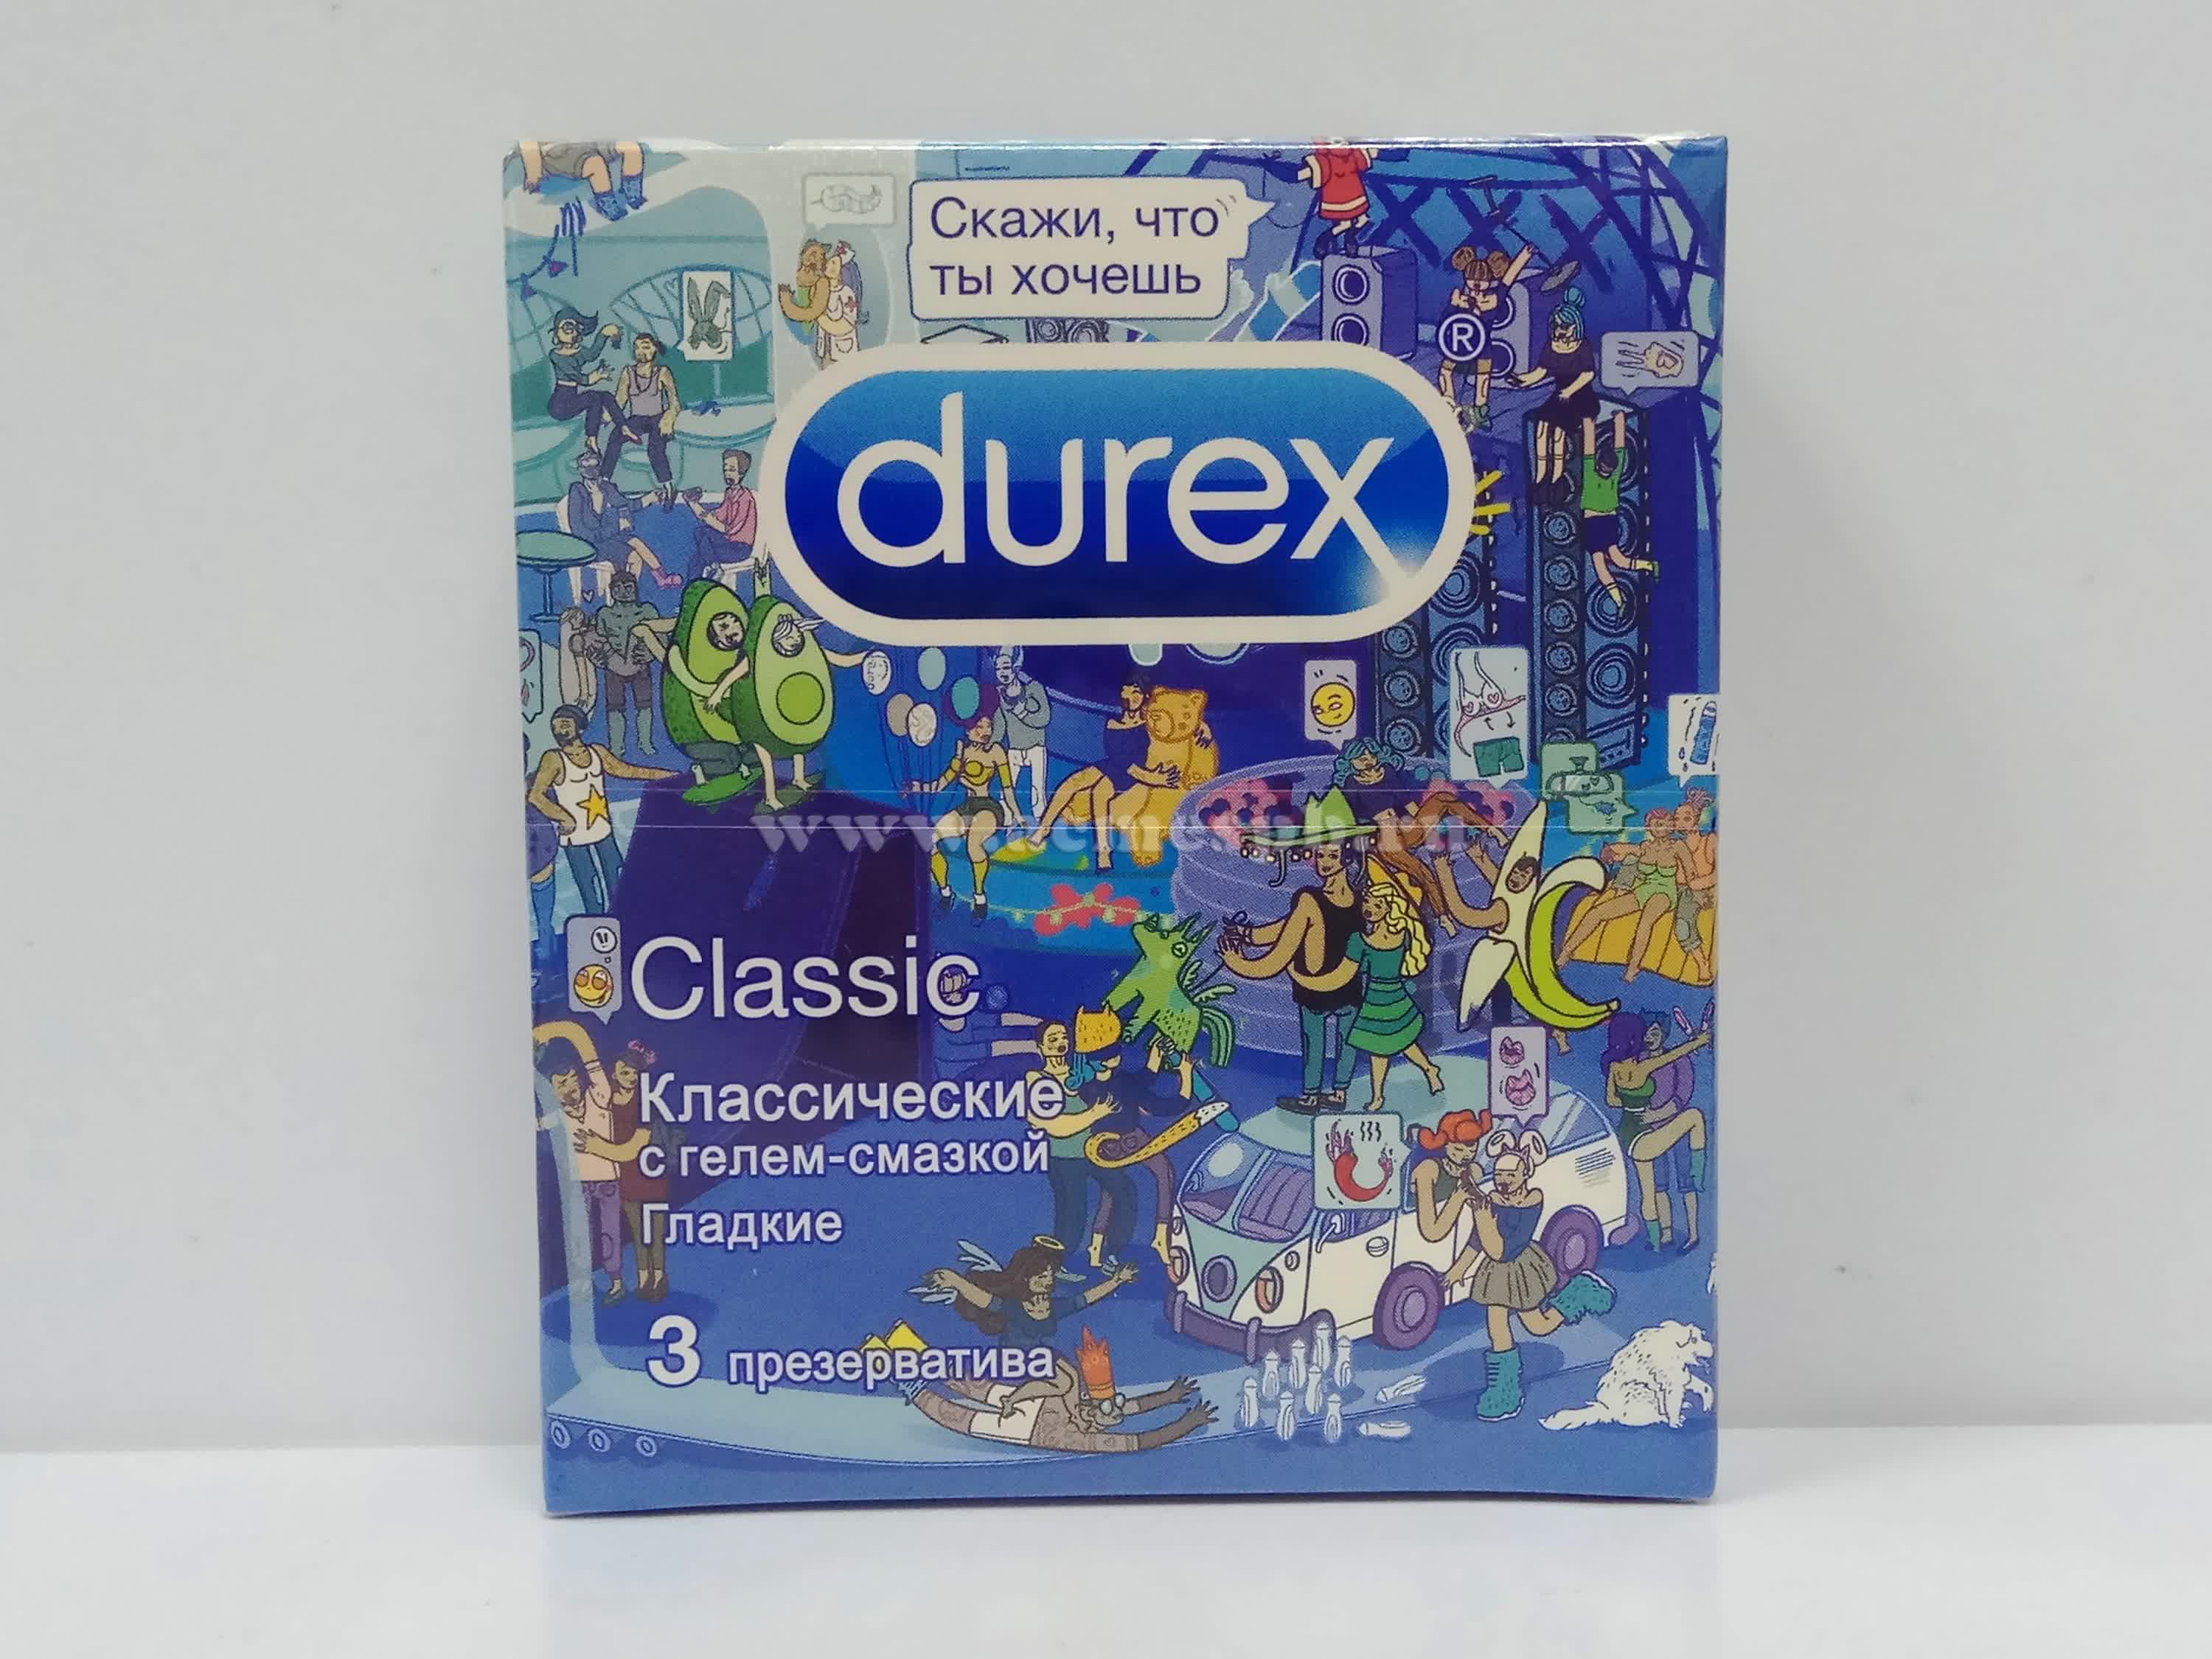 Скажи, что
ты хочешь
durex
®
Classic
Классические
с гелем-смазкой
Гладкие
3 презерватива